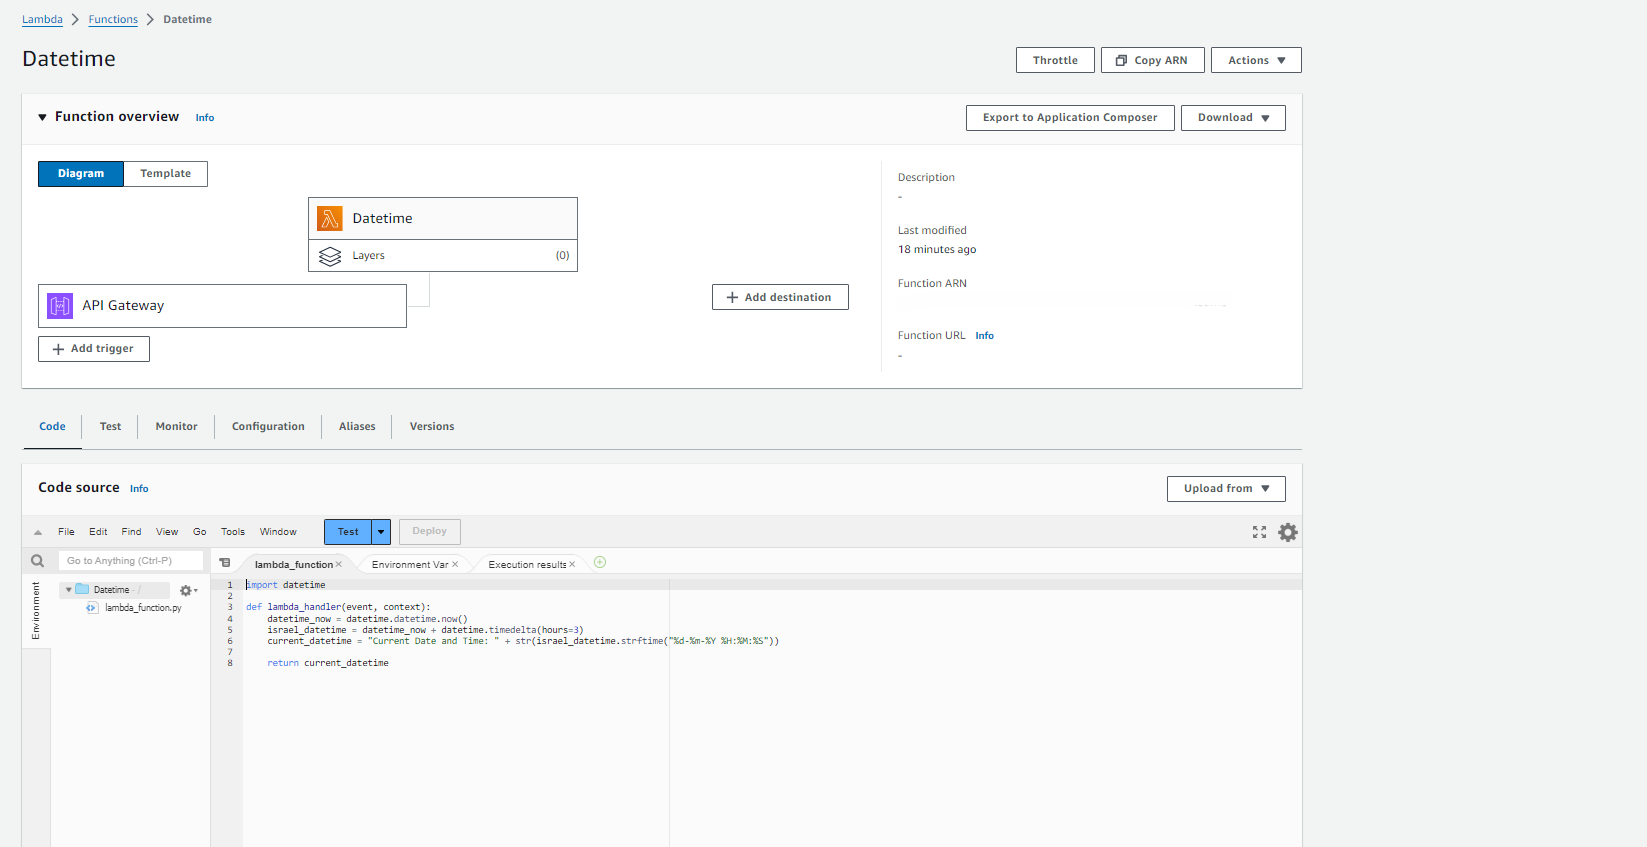 Lambda > Functions > Datetime
Datetime
Throttle Copy ARN Actions
Function overview Info
Export to Application Composer Download
Diagram Template
Datetime
Layers (0)
API Gateway
Add trigger
Add destination
Description
-
Last modified
18 minutes ago
Function ARN
Function URL Info
-
Code Test Monitor Configuration Aliases Versions
Code source Info
Upload from
File Edit Find View Go Tools Window Test Deploy
Go to Anything (Ctrl-P)
lambda_function × Environment Var × Execution results ×
Environment
Datetime - /
lambda_function.py
1 import datetime
2
3 def lambda_handler(event, context):
4 datetime_now = datetime.datetime.now()
5 israel_datetime = datetime_now + datetime.timedelta(hours=3)
6 current_datetime = "Current Date and Time: " + str(israel_datetime.strftime("%d-%m-%Y %H:%M:%S"))
7
8 return current_datetime